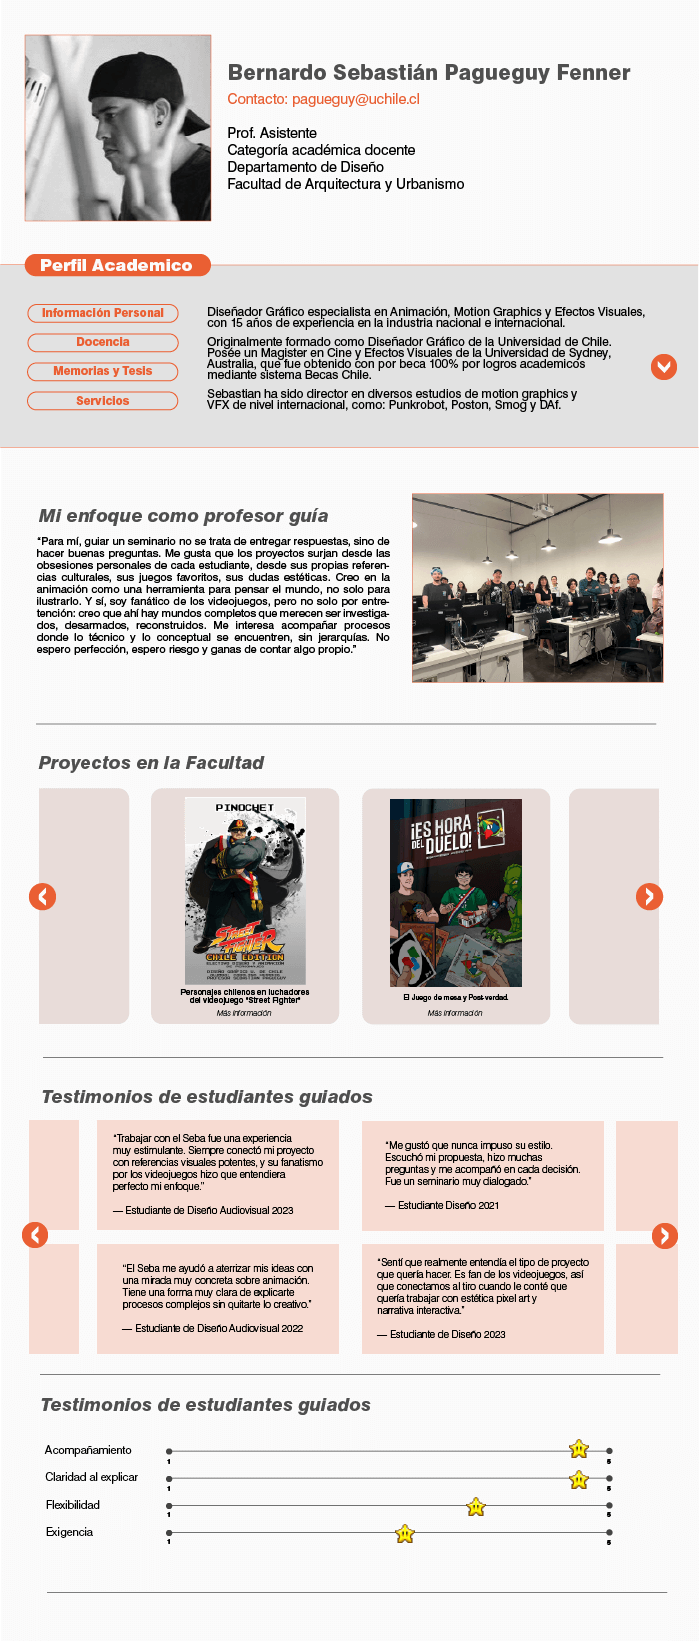 Bernardo Sebastián Pagueguy Fenner
Contacto: pagueguy@uchile.cl
Prof. Asistente
Categoría académica docente
Departamento de Diseño
Facultad de Arquitectura y Urbanismo
Perfil Academico
Información Personal
Docencia
Memorias y Tesis
Servicios
Diseñador Gráfico especialista en Animación, Motion Graphics y Efectos Visuales,
con 15 años de experiencia en la industria nacional e internacional.
Originalmente formado como Diseñador Gráfico de la Universidad de Chile.
Posée un Magister en Cine y Efectos Visuales de la Universidad de Sydney,
Australia, que fue obtenido con por beca 100% por logros academicos
mediante sistema Becas Chile.
Sebastian ha sido director en diversos estudios de motion graphics y
VFX de nivel internacional, como: Punkrobot, Poston, Smog y DAf.
Mi enfoque como profesor guía
“Para mí, guiar un seminario no se trata de entregar respuestas, sino de
hacer buenas preguntas. Me gusta que los proyectos surjan desde las
obsesiones personales de cada estudiante, desde sus propias referen-
cias culturales, sus juegos favoritos, sus dudas estéticas. Creo en la
animación como una herramienta para pensar el mundo, no solo para
ilustrarlo. Y sí, soy fanático de los videojuegos, pero no solo por entre-
tención: creo que ahí hay mundos completos que merecen ser investiga-
dos, desarmados, reconstruidos. Me interesa acompañar procesos
donde lo técnico y lo conceptual se encuentren, sin jerarquías. No
espero perfección, espero riesgo y ganas de contar algo propio.”
Proyectos en la Facultad
PINOCHET
STREET
FIGHTER
CHILE EDITION
ELECTIVO DISEÑO Y ANIMACIÓN
DISEÑO GRÁFICO U. DE CHILE
Personajes chilenos en luchadores
del videojuego "Street Fighter"
Más información
¡ES HORA
DEL DUELO!
El Juego de mesa y Post-verdad.
Más información
Testimonios de estudiantes guiados
“Trabajar con el Seba fue una experiencia
muy estimulante. Siempre conectó mi proyecto
con referencias visuales potentes, y su fanatismo
por los videojuegos hizo que entendiera
perfecto mi enfoque.”
— Estudiante de Diseño Audiovisual 2023
“Me gustó que nunca impuso su estilo.
Escuchó mi propuesta, hizo muchas
preguntas y me acompañó en cada decisión.
Fue un seminario muy dialogado.”
— Estudiante Diseño 2021
“El Seba me ayudó a aterrizar mis ideas con
una mirada muy concreta sobre animación.
Tiene una forma muy clara de explicarte
procesos complejos sin quitarte lo creativo.”
— Estudiante de Diseño Audiovisual 2022
“Sentí que realmente entendía el tipo de proyecto
que quería hacer. Es fan de los videojuegos, así
que conectamos al tiro cuando le conté que
quería trabajar con estética pixel art y
narrativa interactiva.”
— Estudiante de Diseño 2023
Testimonios de estudiantes guiados
Acompañamiento
1 5
Claridad al explicar
1 5
Flexibilidad
1 5
Exigencia
1 5